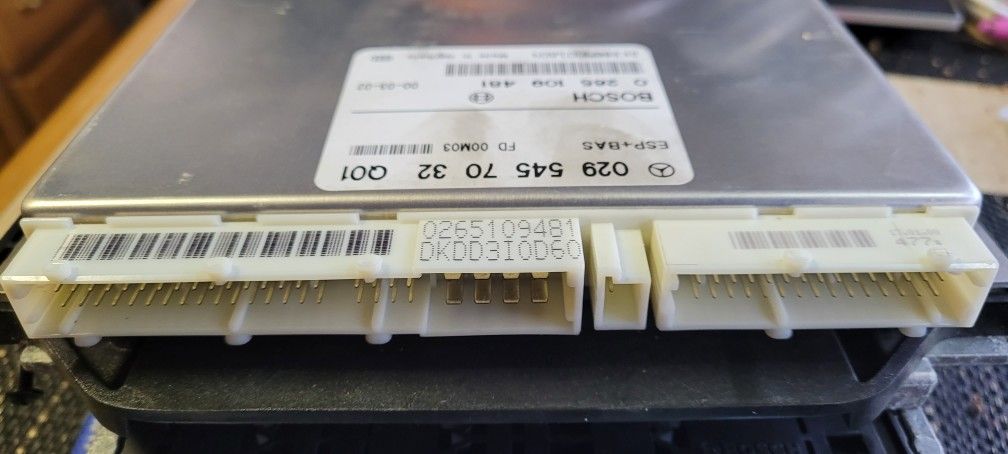 029 545 70 32 Q01
ESP+BAS FD 00M03
BOSCH
0 265 109 481 00-03-02
0265109481
DKDD3I0D60
477